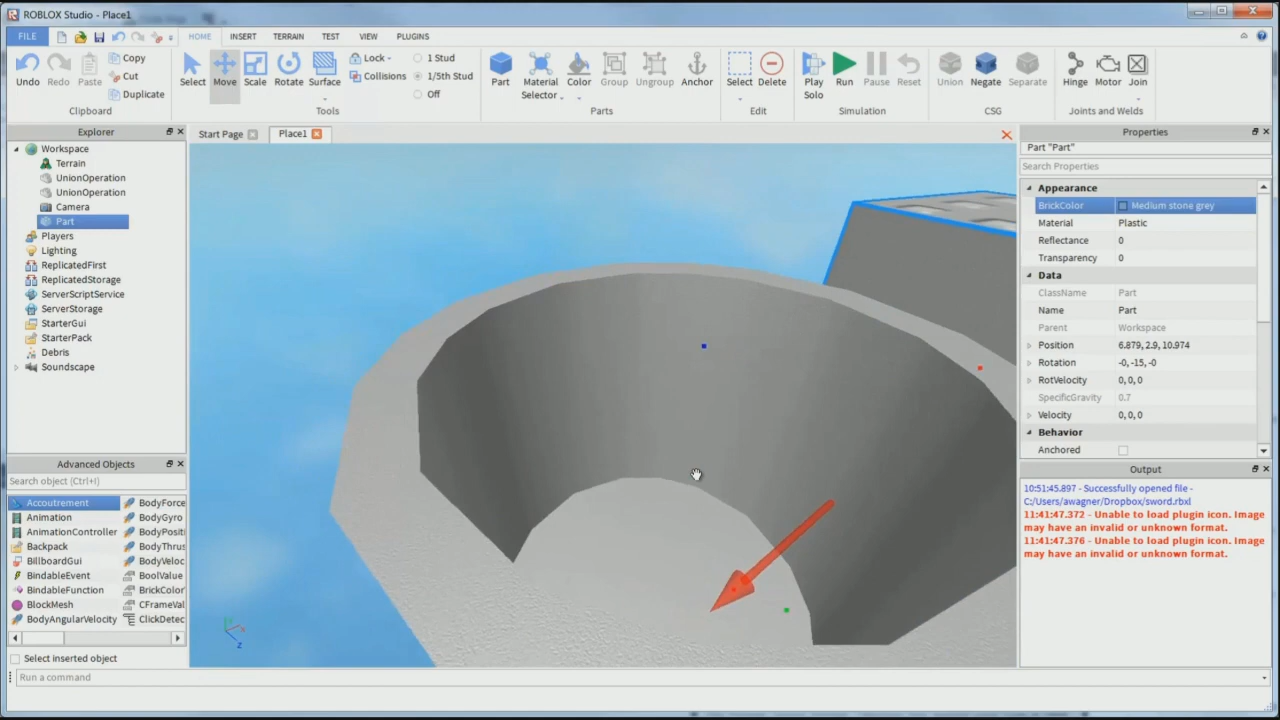 ROBLOX Studio - Place1
FILE HOME INSERT TERRAIN TEST VIEW PLUGINS
Undo Redo Paste Copy Cut Duplicate
Clipboard
Select Move Scale Rotate Surface Lock Collisions 1 Stud 1/5th Stud Off
Tools
Part Material Selector Color Group Ungroup Anchor
Parts
Select Delete
Edit
Play Solo Run Pause Reset
Simulation
Union Negate Separate
CSG
Hinge Motor Join
Joints and Welds
Explorer
Workspace
Terrain
UnionOperation
UnionOperation
Camera
Part
Players
Lighting
ReplicatedFirst
ReplicatedStorage
ServerScriptService
ServerStorage
StarterGui
StarterPack
Debris
Soundscape
Advanced Objects
Search object (Ctrl+I)
Accoutrement BodyForce
Animation BodyGyro
AnimationController BodyPositi
Backpack BodyThrus
BillboardGui BodyVeloc
BindableEvent BoolValue
BindableFunction BrickColor
BlockMesh CFrameVal
BodyAngularVelocity ClickDetec
Select inserted object
Run a command
Start Page Place1
Y
Z
Properties
Part "Part"
Search Properties
Appearance
BrickColor Medium stone grey
Material Plastic
Reflectance 0
Transparency 0
Data
ClassName Part
Name Part
Parent Workspace
Position 6.879, 2.9, 10.974
Rotation -0, -15, -0
RotVelocity 0, 0, 0
SpecificGravity 0.7
Velocity 0, 0, 0
Behavior
Anchored
Output
10:51:45.897 - Successfully opened file -
C:/Users/awagner/Dropbox/sword.rbxl
11:41:47.372 - Unable to load plugin icon. Image
may have an invalid or unknown format.
11:41:47.376 - Unable to load plugin icon. Image
may have an invalid or unknown format.